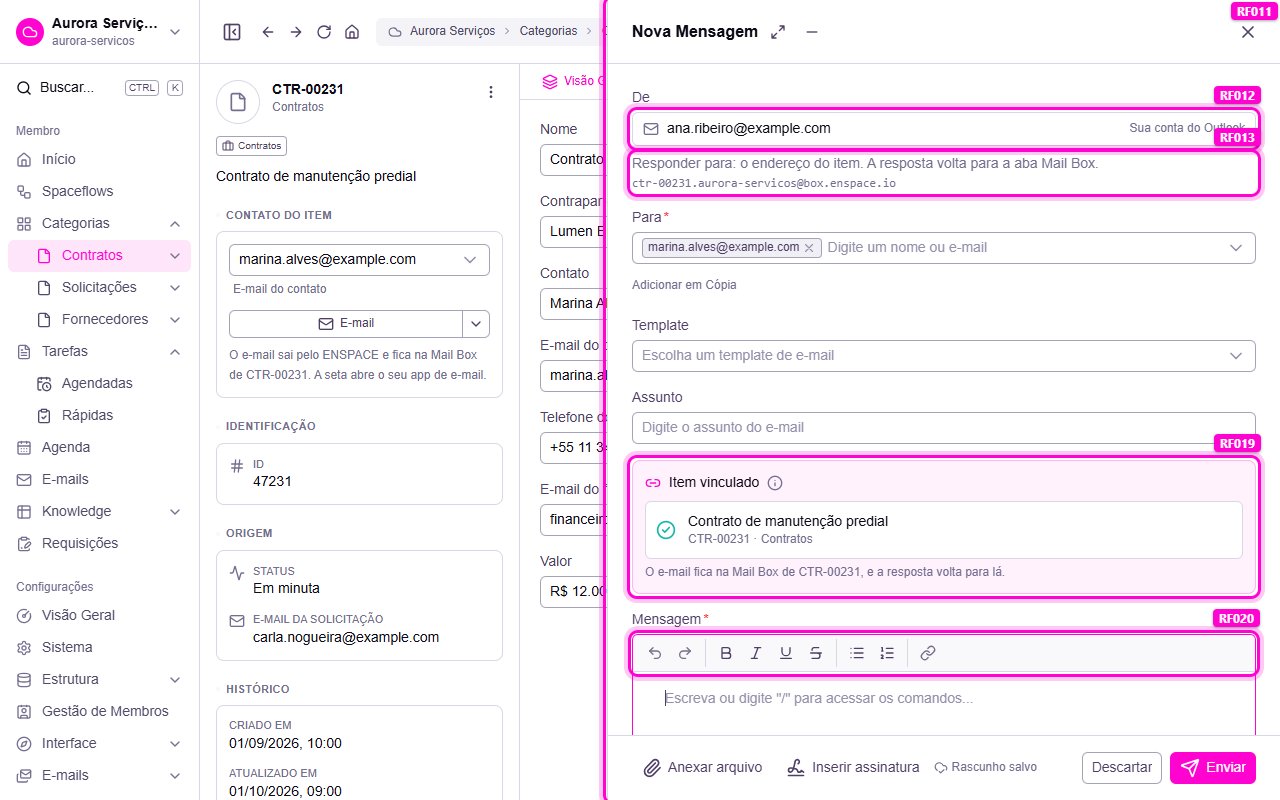 Aurora Serviç...
aurora-servicos
Buscar...
CTRL
K
Membro
Início
Spaceflows
Categorias
Contratos
Solicitações
Fornecedores
Tarefas
Agendadas
Rápidas
Agenda
E-mails
Knowledge
Requisições
Configurações
Visão Geral
Sistema
Estrutura
Gestão de Membros
Interface
E-mails
Aurora Serviços
Categorias
CTR-00231
Contratos
Contratos
Contrato de manutenção predial
CONTATO DO ITEM
marina.alves@example.com
E-mail do contato
E-mail
O e-mail sai pelo ENSPACE e fica na Mail Box
de CTR-00231. A seta abre o seu app de e-mail.
IDENTIFICAÇÃO
ID
47231
ORIGEM
STATUS
Em minuta
E-MAIL DA SOLICITAÇÃO
carla.nogueira@example.com
HISTÓRICO
CRIADO EM
01/09/2026, 10:00
ATUALIZADO EM
01/10/2026, 09:00
Visão G
Nome
Contrato
Contrapar
Lumen E
Contato
Marina A
E-mail do
marina.al
Telefone d
+55 11 3
E-mail do
financeir
Valor
R$ 12.00
RF011
Nova Mensagem
De
RF012
ana.ribeiro@example.com
Sua conta do Outlook
RF013
Responder para: o endereço do item. A resposta volta para a aba Mail Box.
ctr-00231.aurora-servicos@box.enspace.io
Para*
marina.alves@example.com
Digite um nome ou e-mail
Adicionar em Cópia
Template
Escolha um template de e-mail
Assunto
Digite o assunto do e-mail
RF019
Item vinculado
Contrato de manutenção predial
CTR-00231 · Contratos
O e-mail fica na Mail Box de CTR-00231, e a resposta volta para lá.
Mensagem*
RF020
Escreva ou digite "/" para acessar os comandos...
Anexar arquivo
Inserir assinatura
Rascunho salvo
Descartar
Enviar